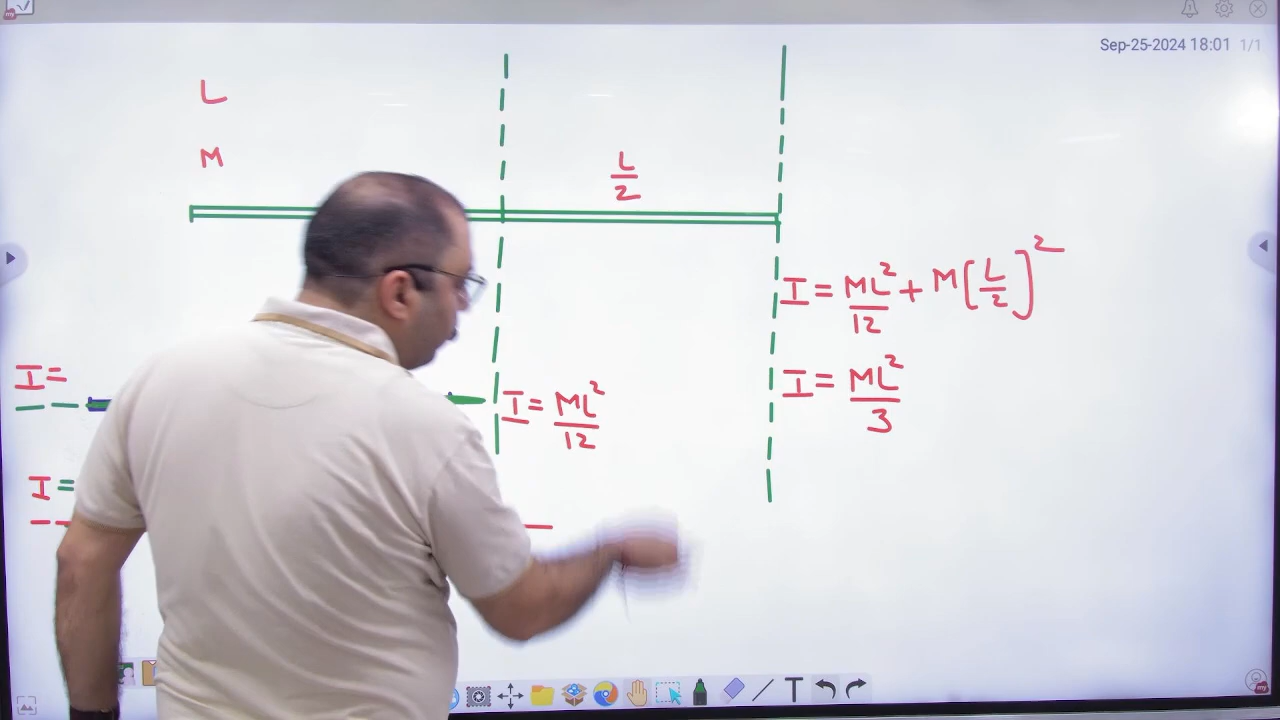 Sep-25-2024 18:01 1/1
L
M
L/2
I = ML²/12 + M[L/2]²
I =
I = ML²/12
I = ML²/3
I =